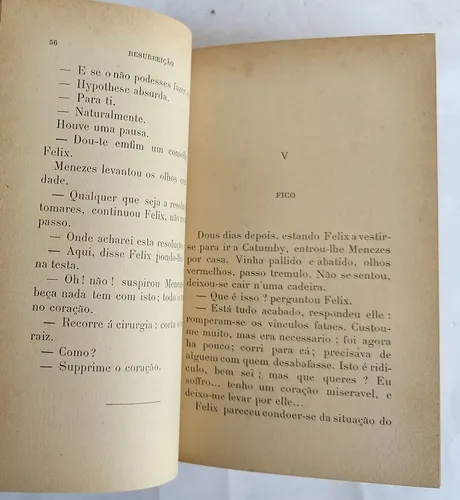 56
RESURREIÇÃO
— E se o não podesses fazer
— Hypothese absurda.
— Para ti.
— Naturalmente.
Houve uma pausa.
— Dou-te emfim um
Felix.
Menezes levantou os olhos
dade.
— Qualquer que seja a
tomares, continuou Felix,
passo.
— Onde acharei esta
— Aqui, disse Felix
na testa.
— Oh! não! suspirou
beça nada tem com isto;
no coração.
— Recorre á cirurgia:
raiz.
— Como?
— Supprime o coração.
V
FICO
Dous dias depois, estando Felix a vestir-
se para ir a Catumby, entrou-lhe Menezes
por casa. Vinha pallido e abatido, olhos
vermelhos, passo tremulo. Não se sentou,
deixou-se cair n'uma cadeira.
— Que é isso? perguntou Felix.
— Está tudo acabado, respondeu elle:
romperam-se os vinculos fataes. Custou-
me muito, mas era necessario; foi agora
ha pouco; corri para cá; precisava de
alguem com quem desabafasse. Isto é ridi-
culo, bem sei; mas que queres? Eu
soffro... tenho um coração miseravel, e
deixo-me levar por elle...
Felix pareceu condoer-se da situação do